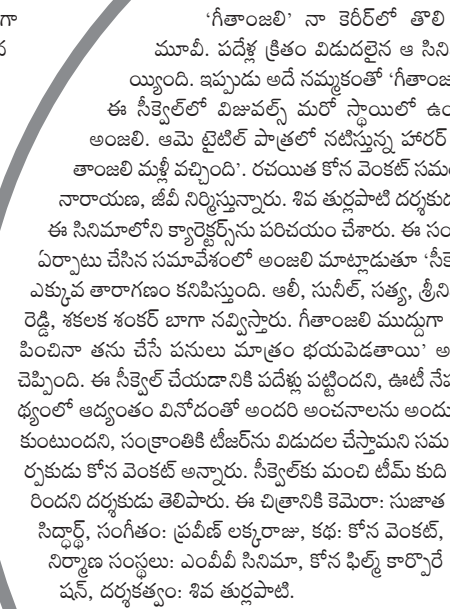 గా
‘గీతాంజలి’ నా కెరీర్‌లో తొలి
మూవీ. పదేళ్ల క్రితం విడుదలైన ఆ సిని
య్యింది. ఇప్పుడు అదే నమ్మకంతో ‘గీతాంజ
ఈ సీక్వెల్‌లో విజువల్స్ మరో స్థాయిలో ఉం
అంజలి. ఆమె టైటిల్ పాత్రలో నటిస్తున్న హారర్
తాంజలి మళ్లీ వచ్చింది’. రచయిత కోన వెంకట్ సమ
నారాయణ, జీవీ నిర్మిస్తున్నారు. శివ తుర్లపాటి దర్శకుడ
ఈ సినిమాలోని క్యారెక్టర్స్‌ను పరిచయం చేశారు. ఈ సం
ఏర్పాటు చేసిన సమావేశంలో అంజలి మాట్లాడుతూ ‘సీక్
ఎక్కువ తారాగణం కనిపిస్తుంది. ఆలీ, సునీల్, సత్య, శ్రీని
రెడ్డి, శకలక శంకర్ బాగా నవ్విస్తారు. గీతాంజలి ముద్దుగా
పించినా తను చేసే పనులు మాత్రం భయపెడతాయి’ అ
చెప్పింది. ఈ సీక్వెల్ చేయడానికి పదేళ్లు పట్టిందని, ఊటీ నేప
థ్యంలో ఆద్యంతం వినోదంతో అందరి అంచనాలను అందు
కుంటుందని, సంక్రాంతికి టీజర్‌ను విడుదల చేస్తామని సమ
ర్పకుడు కోన వెంకట్ అన్నారు. సీక్వెల్‌కు మంచి టీమ్ కుది
రిందని దర్శకుడు తెలిపారు. ఈ చిత్రానికి కెమెరా: సుజాత
సిద్ధార్థ్, సంగీతం: ప్రవీణ్ లక్కరాజు, కథ: కోన వెంకట్,
నిర్మాణ సంస్థలు: ఎంవీవీ సినిమా, కోన ఫిల్మ్ కార్పొరే
షన్, దర్శకత్వం: శివ తుర్లపాటి.